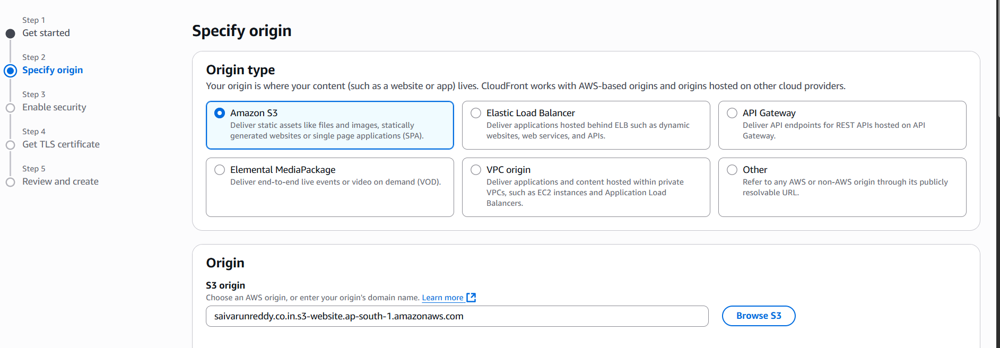 Step 1
Get started
Step 2
Specify origin
Step 3
Enable security
Step 4
Get TLS certificate
Step 5
Review and create
Specify origin
Origin type
Your origin is where your content (such as a website or app) lives. CloudFront works with AWS-based origins and origins hosted on other cloud providers.
Amazon S3
Deliver static assets like files and images, statically
generated websites or single page applications (SPA).
Elastic Load Balancer
Deliver applications hosted behind ELB such as dynamic
websites, web services, and APIs.
API Gateway
Deliver API endpoints for REST APIs hosted on API
Gateway.
Elemental MediaPackage
Deliver end-to-end live events or video on demand (VOD).
VPC origin
Deliver applications and content hosted within private
VPCs, such as EC2 instances and Application Load
Balancers.
Other
Refer to any AWS or non-AWS origin through its publicly
resolvable URL.
Origin
S3 origin
Choose an AWS origin, or enter your origin's domain name. Learn more
saivarunreddy.co.in.s3-website.ap-south-1.amazonaws.com
Browse S3